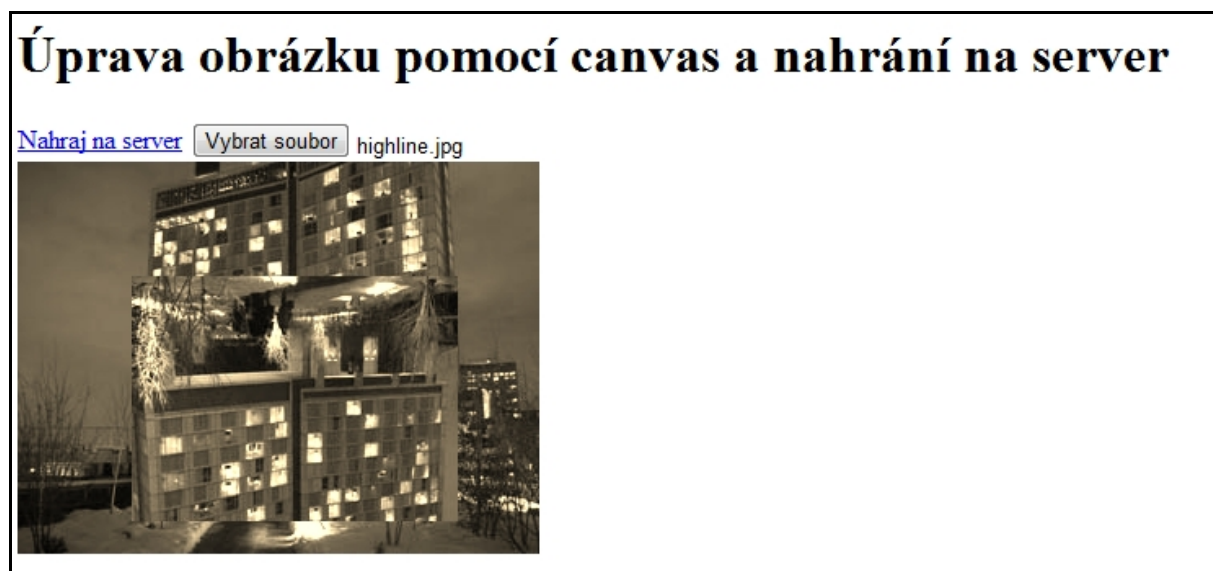 Úprava obrázku pomocí canvas a nahrání na server
Nahraj na server Vybrat soubor highline.jpg